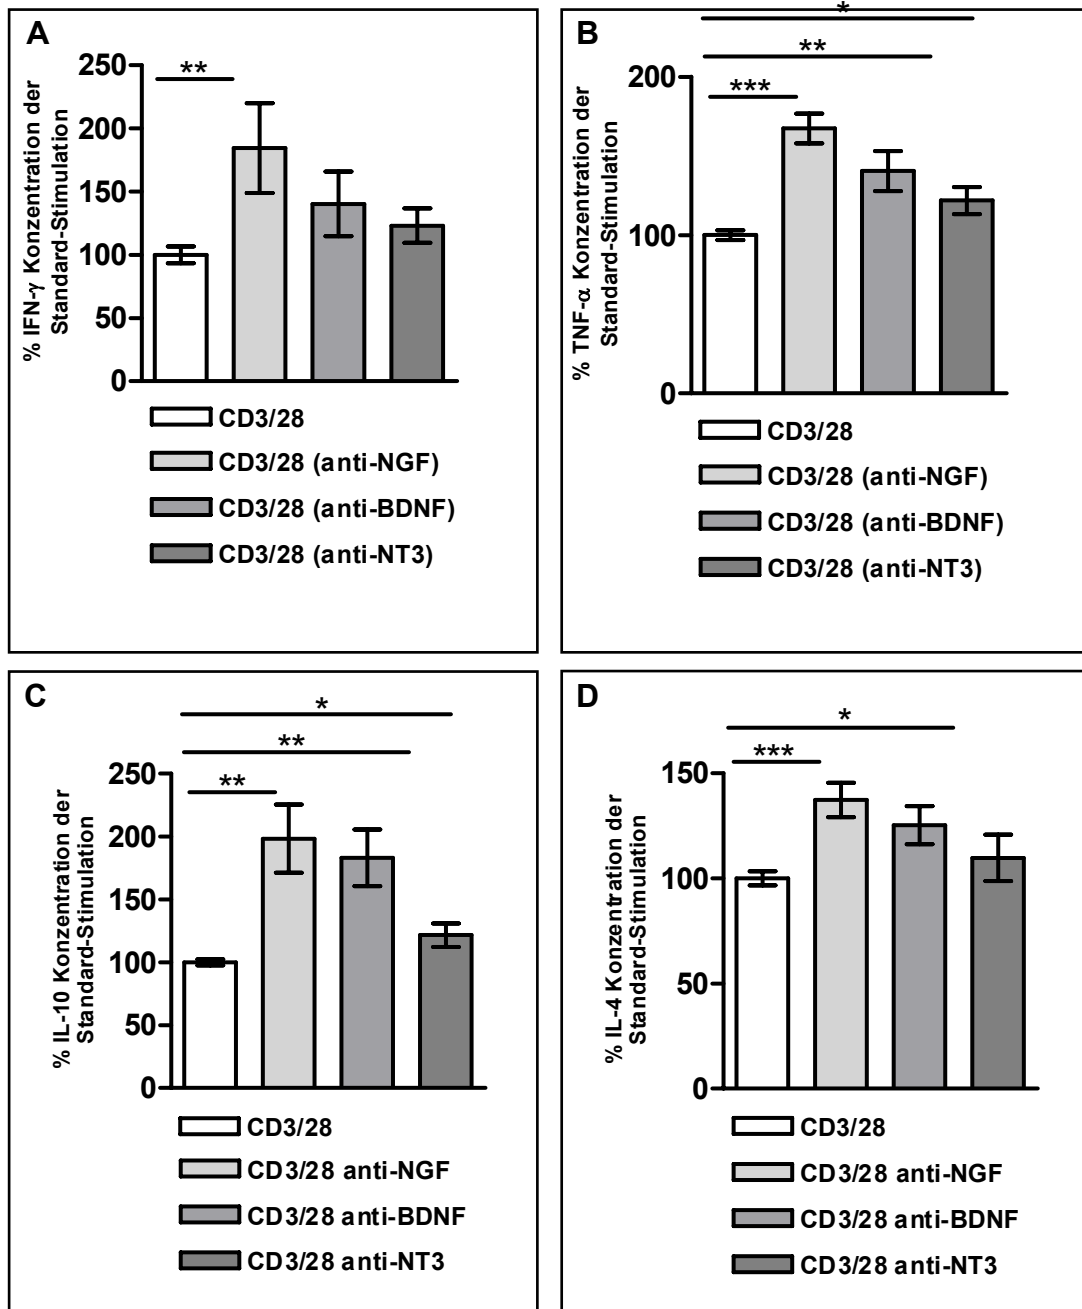 A
**
250
200
150
100
50
0
% IFN-γ Konzentration der
Standard-Stimulation
CD3/28
CD3/28 (anti-NGF)
CD3/28 (anti-BDNF)
CD3/28 (anti-NT3)
B
*
**
***
200
100
0
% TNF-α Konzentration der
Standard-Stimulation
CD3/28
CD3/28 (anti-NGF)
CD3/28 (anti-BDNF)
CD3/28 (anti-NT3)
C
*
**
**
250
200
150
100
50
0
% IL-10 Konzentration der
Standard-Stimulation
CD3/28
CD3/28 anti-NGF
CD3/28 anti-BDNF
CD3/28 anti-NT3
D
*
***
150
100
50
0
% IL-4 Konzentration der
Standard-Stimulation
CD3/28
CD3/28 anti-NGF
CD3/28 anti-BDNF
CD3/28 anti-NT3